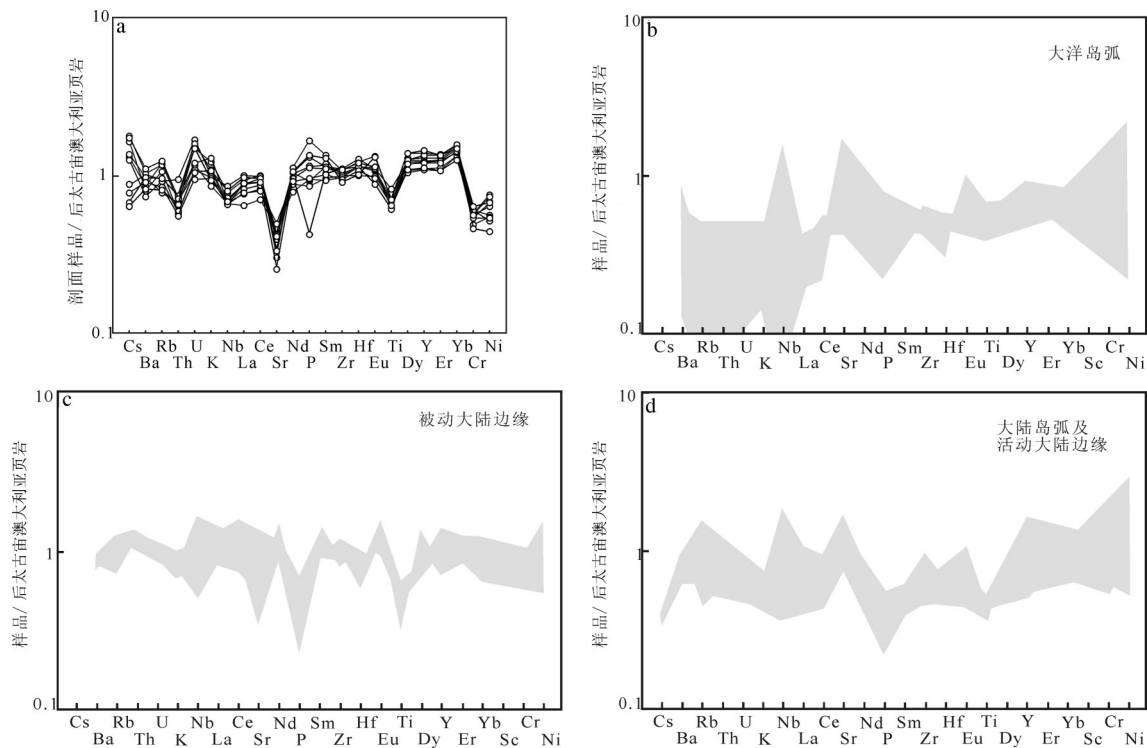 a
10
1
0.1
剖面样品/后太古宙澳大利亚页岩
Cs Rb U Nb Ce Nd Sm Hf Ti Y Yb Ni
Ba Th K La Sr P Zr Eu Dy Er Cr
b
大洋岛弧
10
1
0.1
样品/后太古宙澳大利亚页岩
Cs Rb U Nb Ce Nd Sm Hf Ti Y Yb Cr
Ba Th K La Sr P Zr Eu Dy Er Sc Ni
c
被动大陆边缘
10
1
0.1
样品/后太古宙澳大利亚页岩
Cs Rb U Nb Ce Nd Sm Hf Ti Y Yb Cr
Ba Th K La Sr P Zr Eu Dy Er Sc Ni
d
大陆岛弧及
活动大陆边缘
10
1
0.1
样品/后太古宙澳大利亚页岩
Cs Rb U Nb Ce Nd Sm Hf Ti Y Yb Cr
Ba Th K La Sr P Zr Eu Dy Er Sc Ni